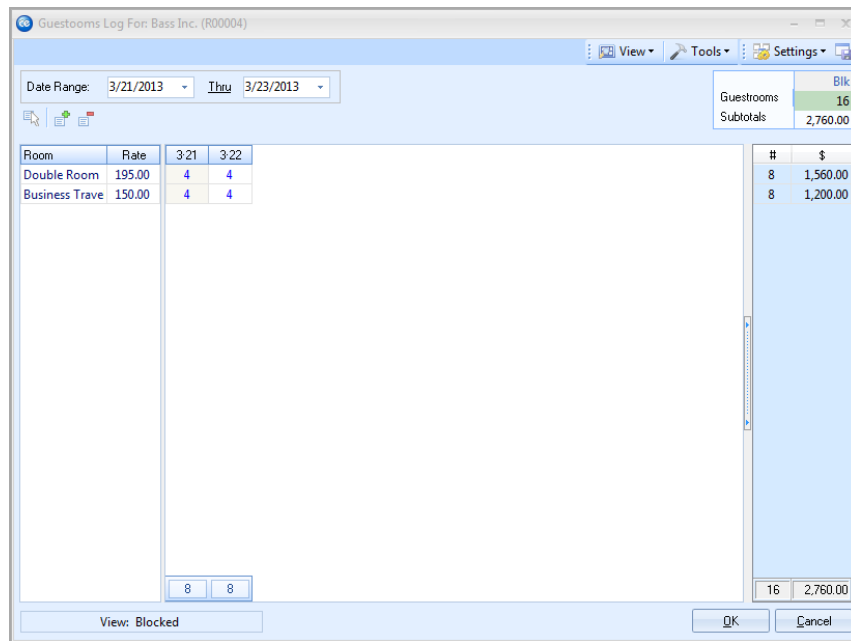 Guestooms Log For: Bass Inc. (R00004)
View Tools Settings
Date Range: 3/21/2013 Thru 3/23/2013
Blk
Guestrooms 16
Subtotals 2,760.00
Room Rate 3-21 3-22 # $
Double Room 195.00 4 4 8 1,560.00
Business Trave 150.00 4 4 8 1,200.00
8 8 16 2,760.00
View: Blocked OK Cancel